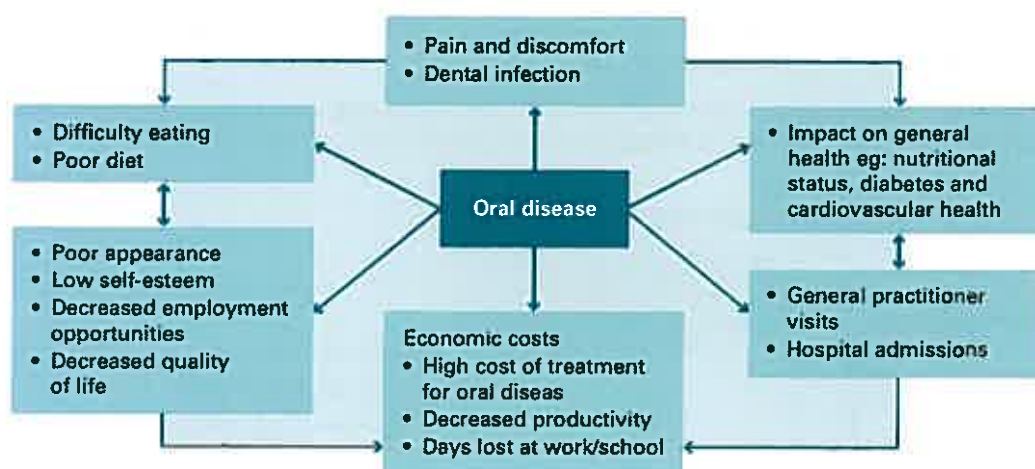 • Pain and discomfort
• Dental infection
• Difficulty eating
• Poor diet
• Impact on general
health eg: nutritional
status, diabetes and
cardiovascular health
Oral disease
• Poor appearance
• Low self-esteem
• Decreased employment
opportunities
• Decreased quality
of life
• General practitioner
visits
• Hospital admissions
Economic costs
• High cost of treatment
for oral diseas
• Decreased productivity
• Days lost at work/school